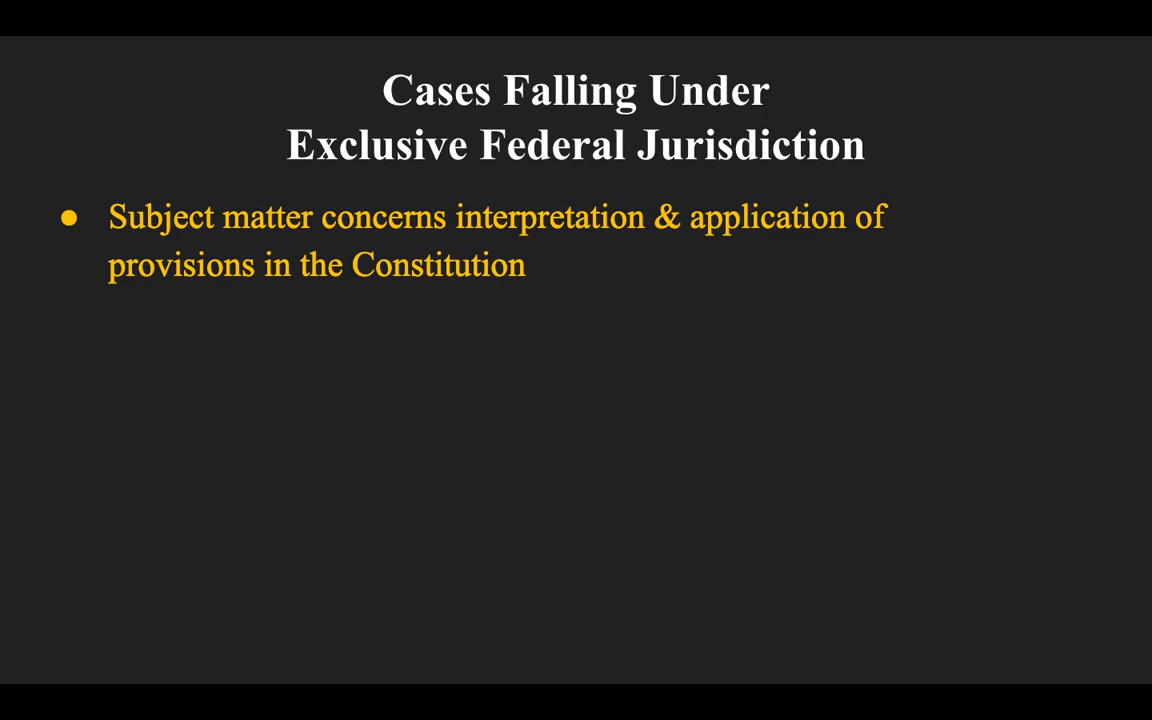 Cases Falling Under
Exclusive Federal Jurisdiction
● Subject matter concerns interpretation & application of
provisions in the Constitution